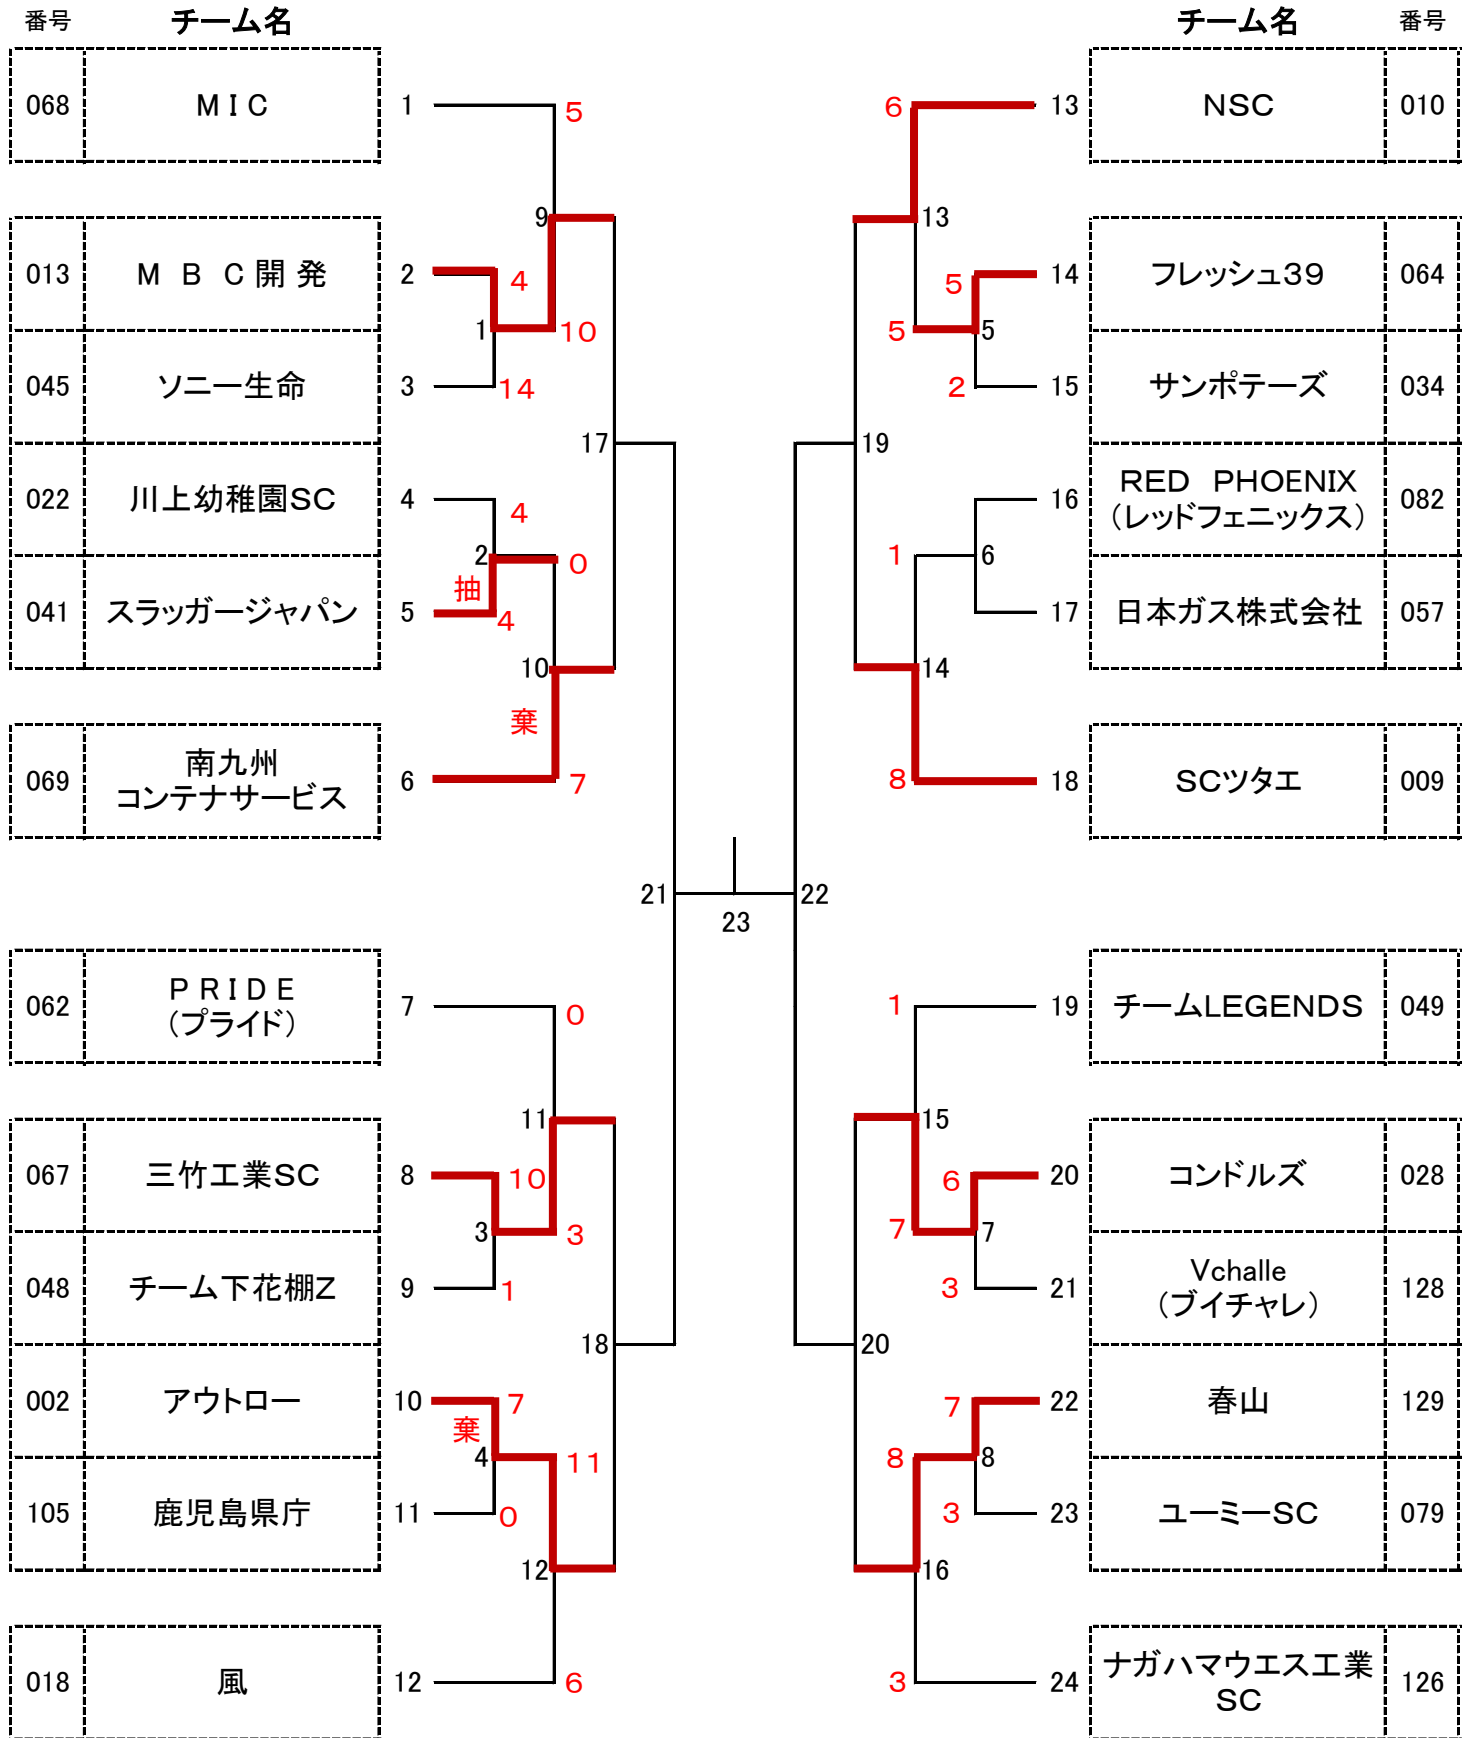 番号 チーム名 チーム名 番号
068 MIC 1 5 6 13 NSC 010
9 13
013 M B C 開 発 2 4 5 14 フレッシュ39 064
1 10 5 5
045 ソニー生命 3 14 2 15 サンポテーズ 034
17 19
022 川上幼稚園SC 4 4 16 RED PHOENIX
(レッドフェニックス) 082
2 0 1 6
抽
041 スラッガージャパン 5 4 17 日本ガス株式会社 057
10 14
棄
069 南九州
コンテナサービス 6 7 8 18 SCツタエ 009
21 22
23
062 PRIDE
(プライド) 7 0 1 19 チームLEGENDS 049
11 15
067 三竹工業SC 8 10 6 20 コンドルズ 028
3 3 7 7
048 チーム下花棚Z 9 1 3 21 Vchalle
(ブイチャレ) 128
18 20
002 アウトロー 10 7 7 22 春山 129
棄
4 11 8 8
105 鹿児島県庁 11 0 3 23 ユーミーSC 079
12 16
018 風 12 6 3 24 ナガハマウエス工業
SC 126